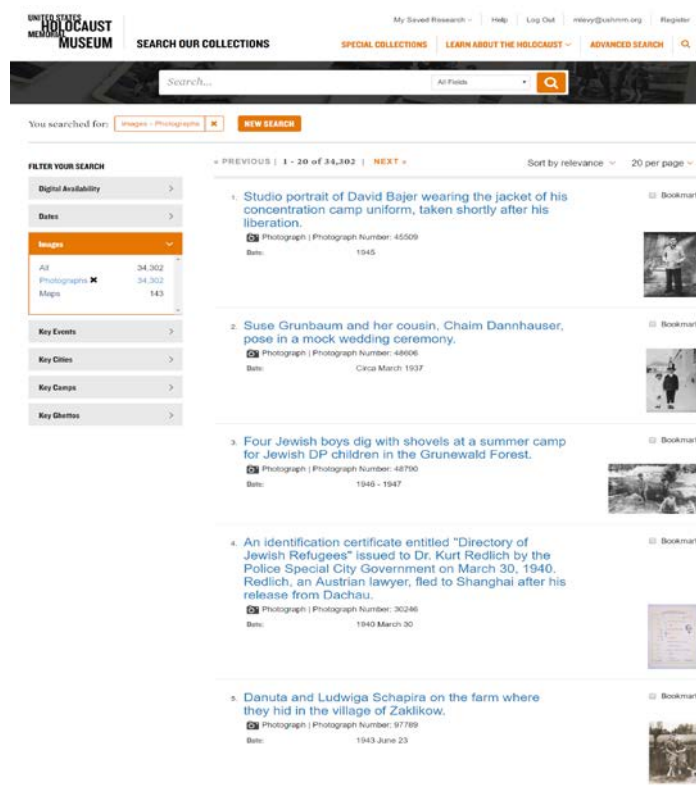 UNITED STATES
HOLOCAUST
MEMORIAL
MUSEUM
SEARCH OUR COLLECTIONS
My Saved Research
Help
Log Out
mlevy@ushmm.org
Register
SPECIAL COLLECTIONS
LEARN ABOUT THE HOLOCAUST
ADVANCED SEARCH
Search...
All Fields
You searched for:
Images - Photographs ✖
NEW SEARCH
FILTER YOUR SEARCH
Digital Availability
Dates
Images
All 34,302
Photographs ✖ 34,302
Maps 143
Key Events
Key Cities
Key Camps
Key Ghettos
« PREVIOUS | 1 - 20 of 34,302 | NEXT »
Sort by relevance
20 per page
1. Studio portrait of David Bajer wearing the jacket of his
concentration camp uniform, taken shortly after his
liberation.
Bookmark
Photograph | Photograph Number: 45509
Date: 1945
2. Suse Grunbaum and her cousin, Chaim Dannhauser,
pose in a mock wedding ceremony.
Bookmark
Photograph | Photograph Number: 48606
Date: Circa March 1937
3. Four Jewish boys dig with shovels at a summer camp
for Jewish DP children in the Grunewald Forest.
Bookmark
Photograph | Photograph Number: 48790
Date: 1946 - 1947
4. An identification certificate entitled "Directory of
Jewish Refugees" issued to Dr. Kurt Redlich by the
Police Special City Government on March 30, 1940.
Redlich, an Austrian lawyer, fled to Shanghai after his
release from Dachau.
Bookmark
Photograph | Photograph Number: 30246
Date: 1940 March 30
5. Danuta and Ludwiga Schapira on the farm where
they hid in the village of Zaklikow.
Bookmark
Photograph | Photograph Number: 97789
Date: 1943 June 23